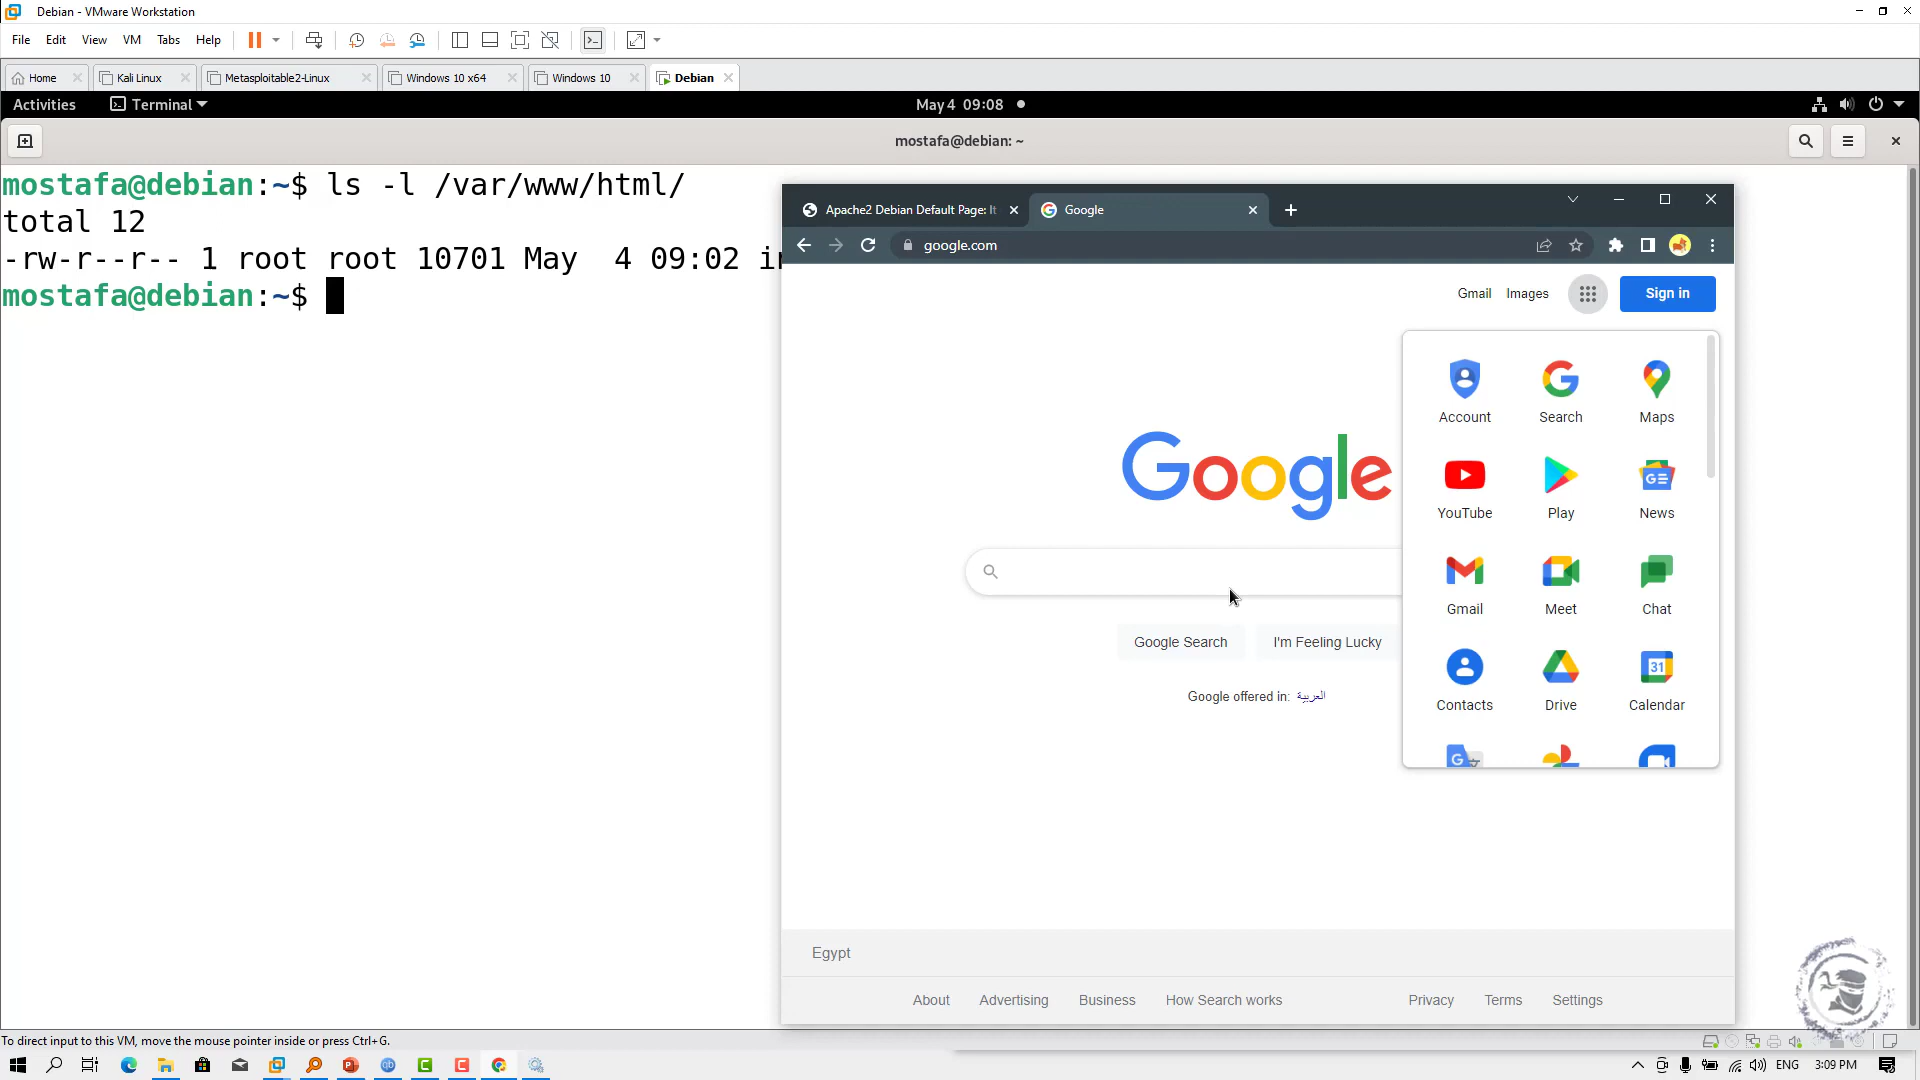 Debian - VMware Workstation
File Edit View VM Tabs Help
Home Kali Linux Metasploitable2-Linux Windows 10 x64 Windows 10 Debian
Activities Terminal May 4 09:08
mostafa@debian: ~
mostafa@debian:~$ ls -l /var/www/html/
total 12
-rw-r--r-- 1 root root 10701 May  4 09:02
mostafa@debian:~$
Apache2 Debian Default Page: It
Google
google.com
Gmail Images Sign in
Account Search Maps
YouTube Play News
Gmail Meet Chat
Contacts Drive Calendar
31
Google
Google Search I'm Feeling Lucky
Google offered in: العربية
Egypt
About Advertising Business How Search works Privacy Terms Settings
To direct input to this VM, move the mouse pointer inside or press Ctrl+G.
ENG 3:09 PM